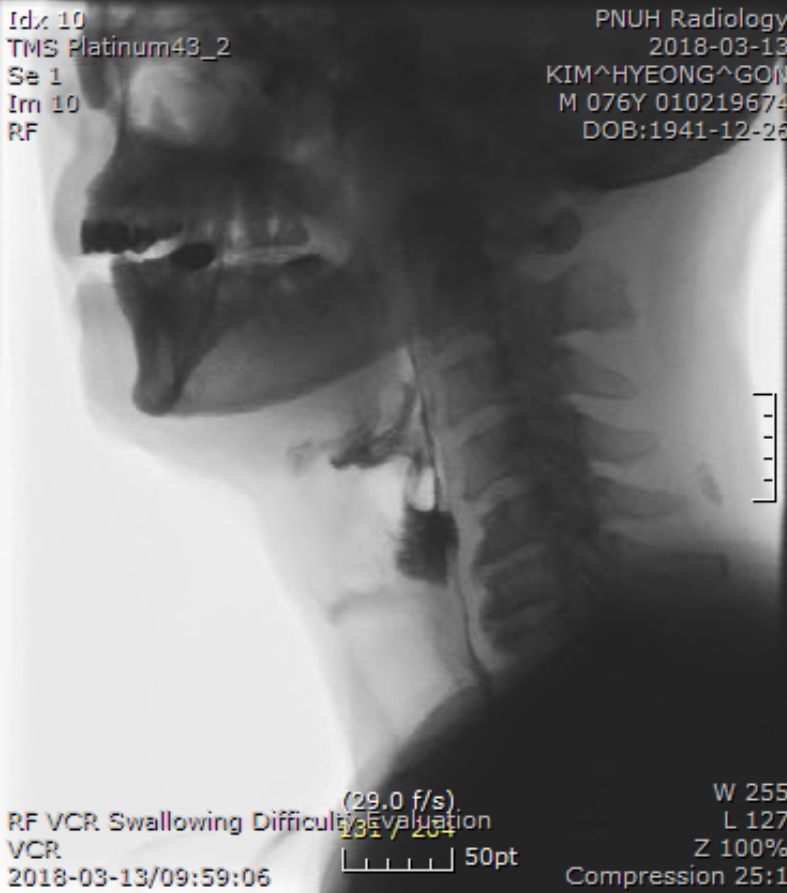 Idx 10
TMS Platinum43_2
Se 1
Im 10
RF
PNUH Radiology
2018-03-13
KIM^HYEONG^GON
M 076Y 010219674
DOB:1941-12-26
(29.0 f/s)
131 / 264
50pt
RF VCR Swallowing Difficulty Evaluation
VCR
2018-03-13/09:59:06
W 255
L 127
Z 100%
Compression 25:1